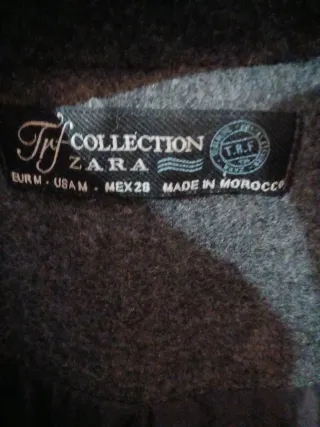 Trf COLLECTION
ZARA
T.R.F
EUR M - USA M - MEX 28 MADE IN MOROCCO